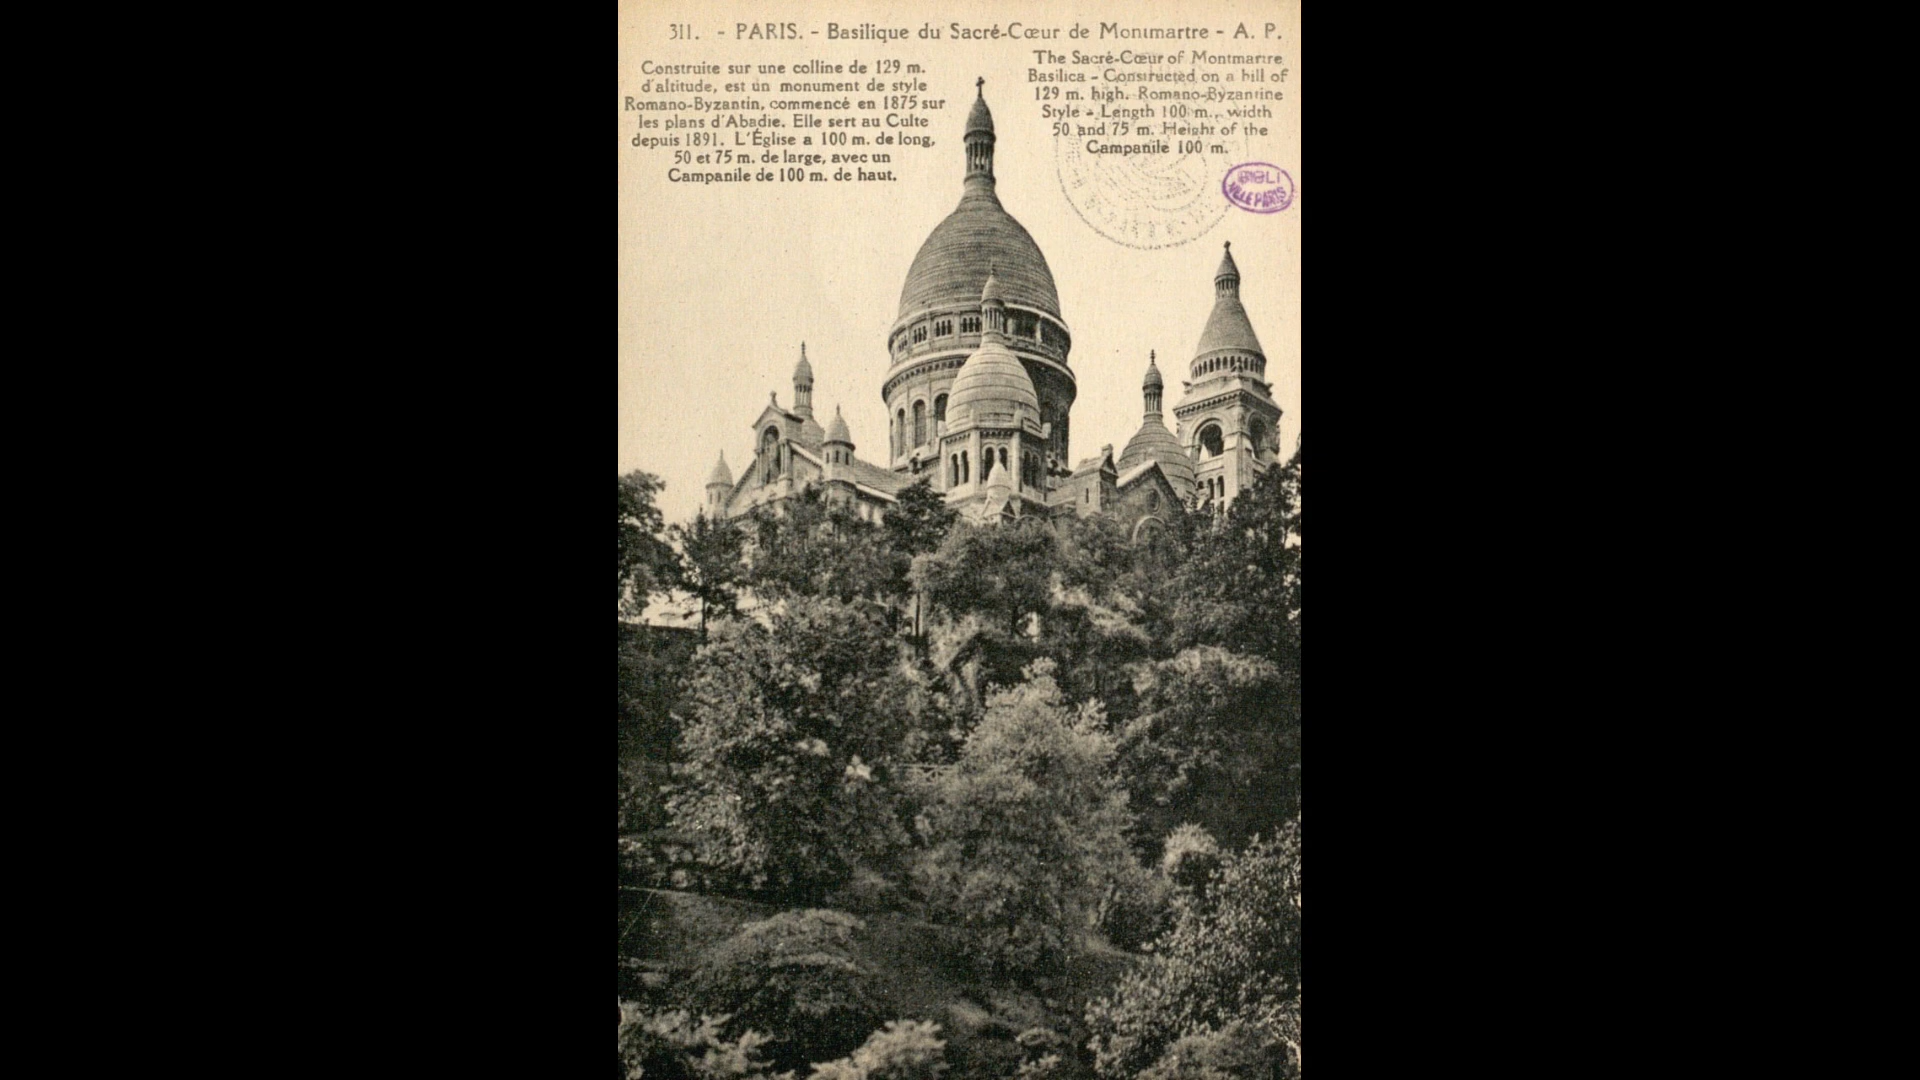 311. - PARIS. - Basilique du Sacré-Cœur de Montmartre - A. P.
Construite sur une colline de 129 m.
d'altitude, est un monument de style
Romano-Byzantin, commencé en 1875 sur
les plans d'Abadie. Elle sert au Culte
depuis 1891. L'Église a 100 m. de long,
50 et 75 m. de large, avec un
Campanile de 100 m. de haut.
The Sacré-Cœur of Montmartre
Basilica - Constructed on a hill of
129 m. high. Romano-Byzantine
Style - Length 100 m., width
50 and 75 m. Height of the
Campanile 100 m.
BIBLI
VILLE PARIS